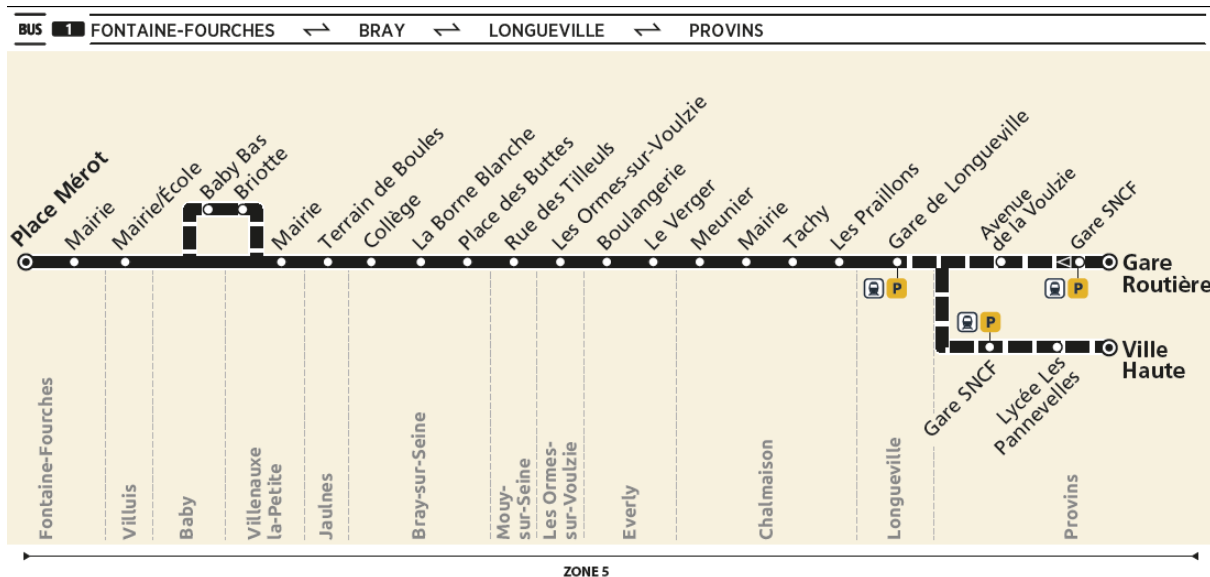 BUS 1 FONTAINE-FOURCHES ⇌ BRAY ⇌ LONGUEVILLE ⇌ PROVINS
Place Mérot
Mairie
Mairie/École
Baby Bas
Briotte
Mairie
Terrain de Boules
Collège
La Borne Blanche
Place des Buttes
Rue des Tilleuls
Les Ormes-sur-Voulzie
Boulangerie
Le Verger
Meunier
Mairie
Tachy
Les Praillons
Gare de Longueville
Avenue
de la Voulzie
Gare SNCF
Gare
Routière
P
P
P
Ville
Haute
Gare SNCF
Lycée Les
Pannevelles
Fontaine-Fourches
Villuis
Baby
Villenauxe
la-Petite
Jaulnes
Bray-sur-Seine
Mouy-
sur-Seine
Les Ormes-
sur-Voulzie
Everly
Chalmaison
Longueville
Provins
ZONE 5